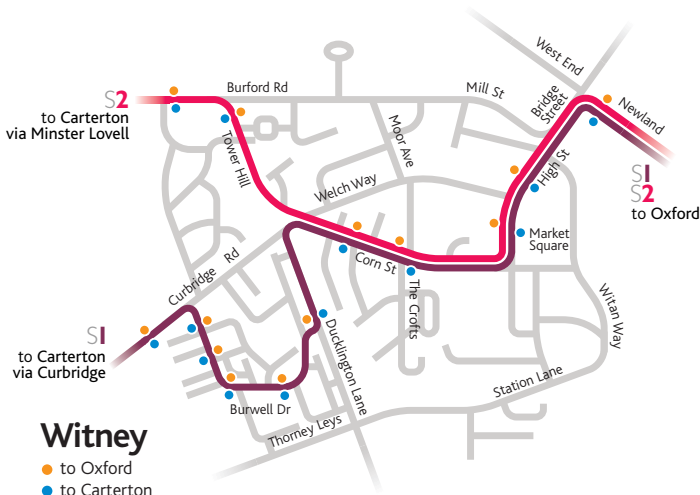 West End
S2
to Carterton
via Minster Lovell
Burford Rd
Mill St
Bridge
Street
Newland
Tower Hill
Moor Ave
High St
Welch Way
S1
S2
to Oxford
Market
Square
Corn St
Curbridge Rd
The Crofts
Witan Way
S1
to Carterton
via Curbridge
Ducklington Lane
Burwell Dr
Station Lane
Thorney Leys
Witney
to Oxford
to Carterton